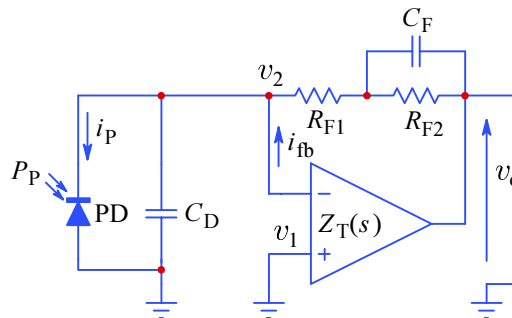 C_F
v_2
R_F1
R_F2
i_P
i_fb
P_P
PD
C_D
v_1
Z_T(s)
−
+